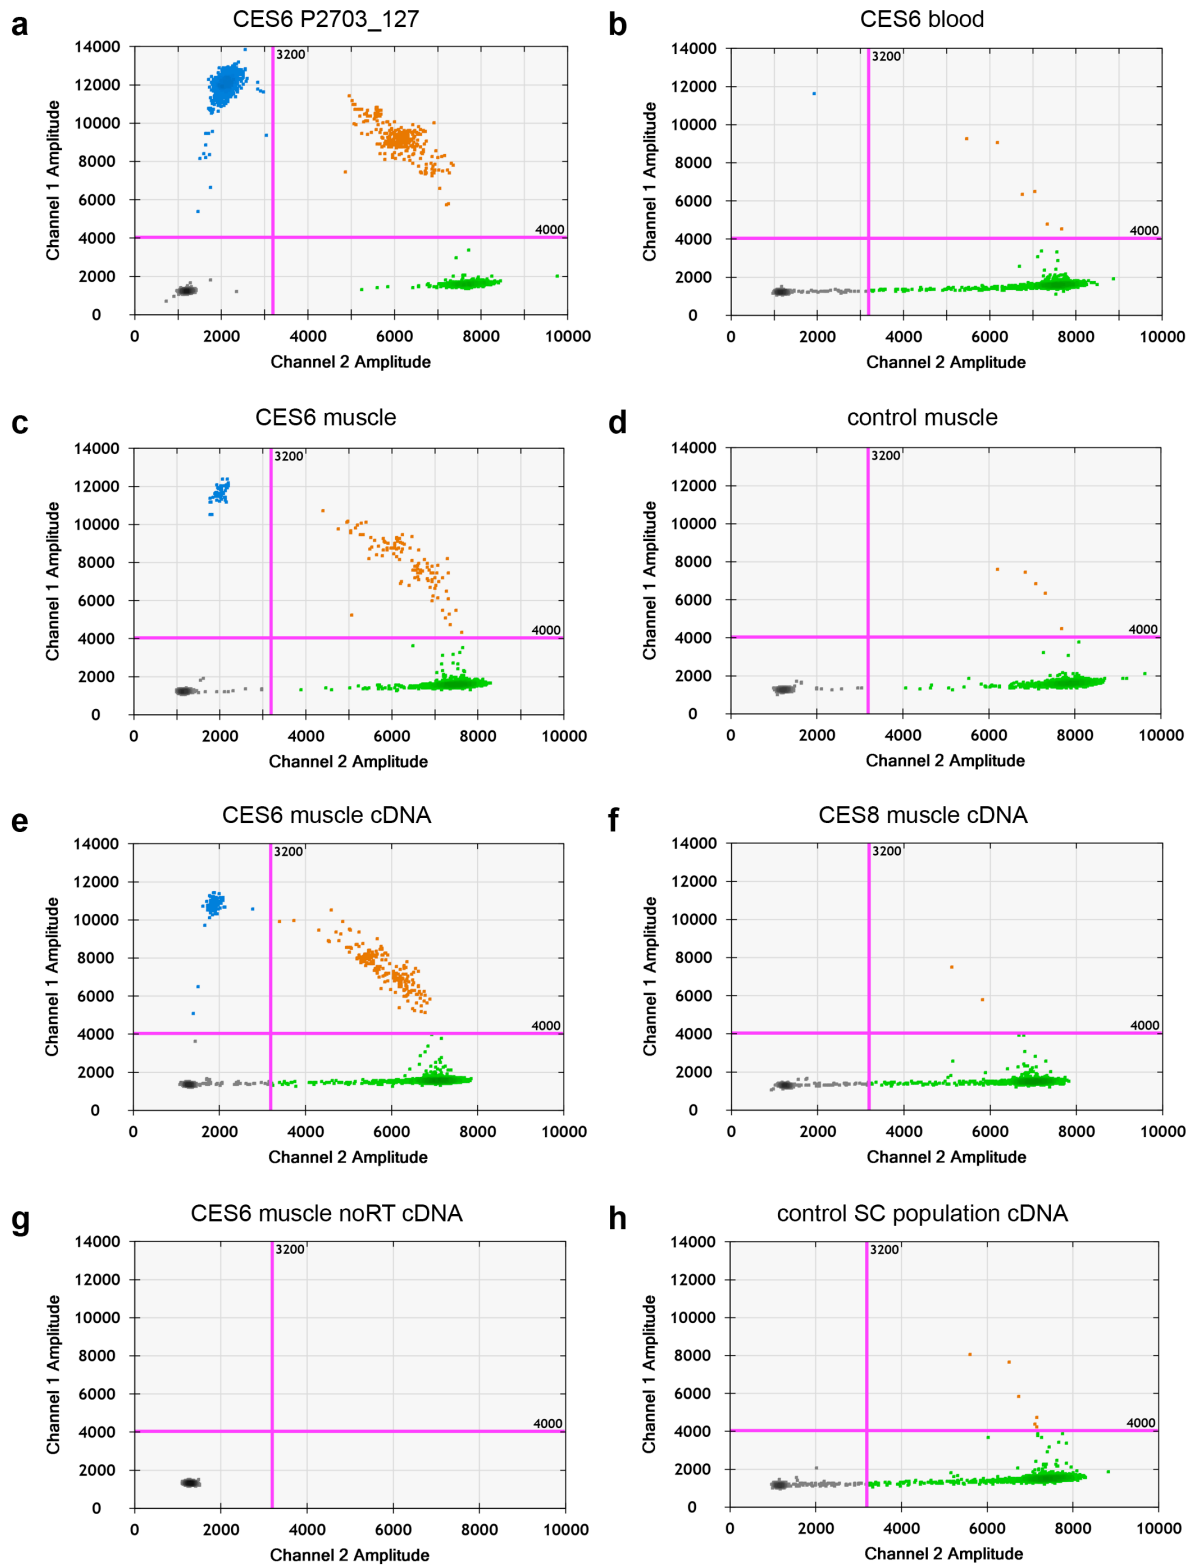 a
CES6 P2703_127
14000
12000
10000
8000
6000
4000
2000
0
3200
4000
0 2000 4000 6000 8000 10000
Channel 1 Amplitude
Channel 2 Amplitude
b
CES6 blood
14000
12000
10000
8000
6000
4000
2000
0
3200
4000
0 2000 4000 6000 8000 10000
Channel 1 Amplitude
Channel 2 Amplitude
c
CES6 muscle
14000
12000
10000
8000
6000
4000
2000
0
3200
4000
0 2000 4000 6000 8000 10000
Channel 1 Amplitude
Channel 2 Amplitude
d
control muscle
14000
12000
10000
8000
6000
4000
2000
0
3200
4000
0 2000 4000 6000 8000 10000
Channel 1 Amplitude
Channel 2 Amplitude
e
CES6 muscle cDNA
14000
12000
10000
8000
6000
4000
2000
0
3200
4000
0 2000 4000 6000 8000 10000
Channel 1 Amplitude
Channel 2 Amplitude
f
CES8 muscle cDNA
14000
12000
10000
8000
6000
4000
2000
0
3200
4000
0 2000 4000 6000 8000 10000
Channel 1 Amplitude
Channel 2 Amplitude
g
CES6 muscle noRT cDNA
14000
12000
10000
8000
6000
4000
2000
0
3200
4000
0 2000 4000 6000 8000 10000
Channel 1 Amplitude
Channel 2 Amplitude
h
control SC population cDNA
14000
12000
10000
8000
6000
4000
2000
0
3200
4000
0 2000 4000 6000 8000 10000
Channel 1 Amplitude
Channel 2 Amplitude